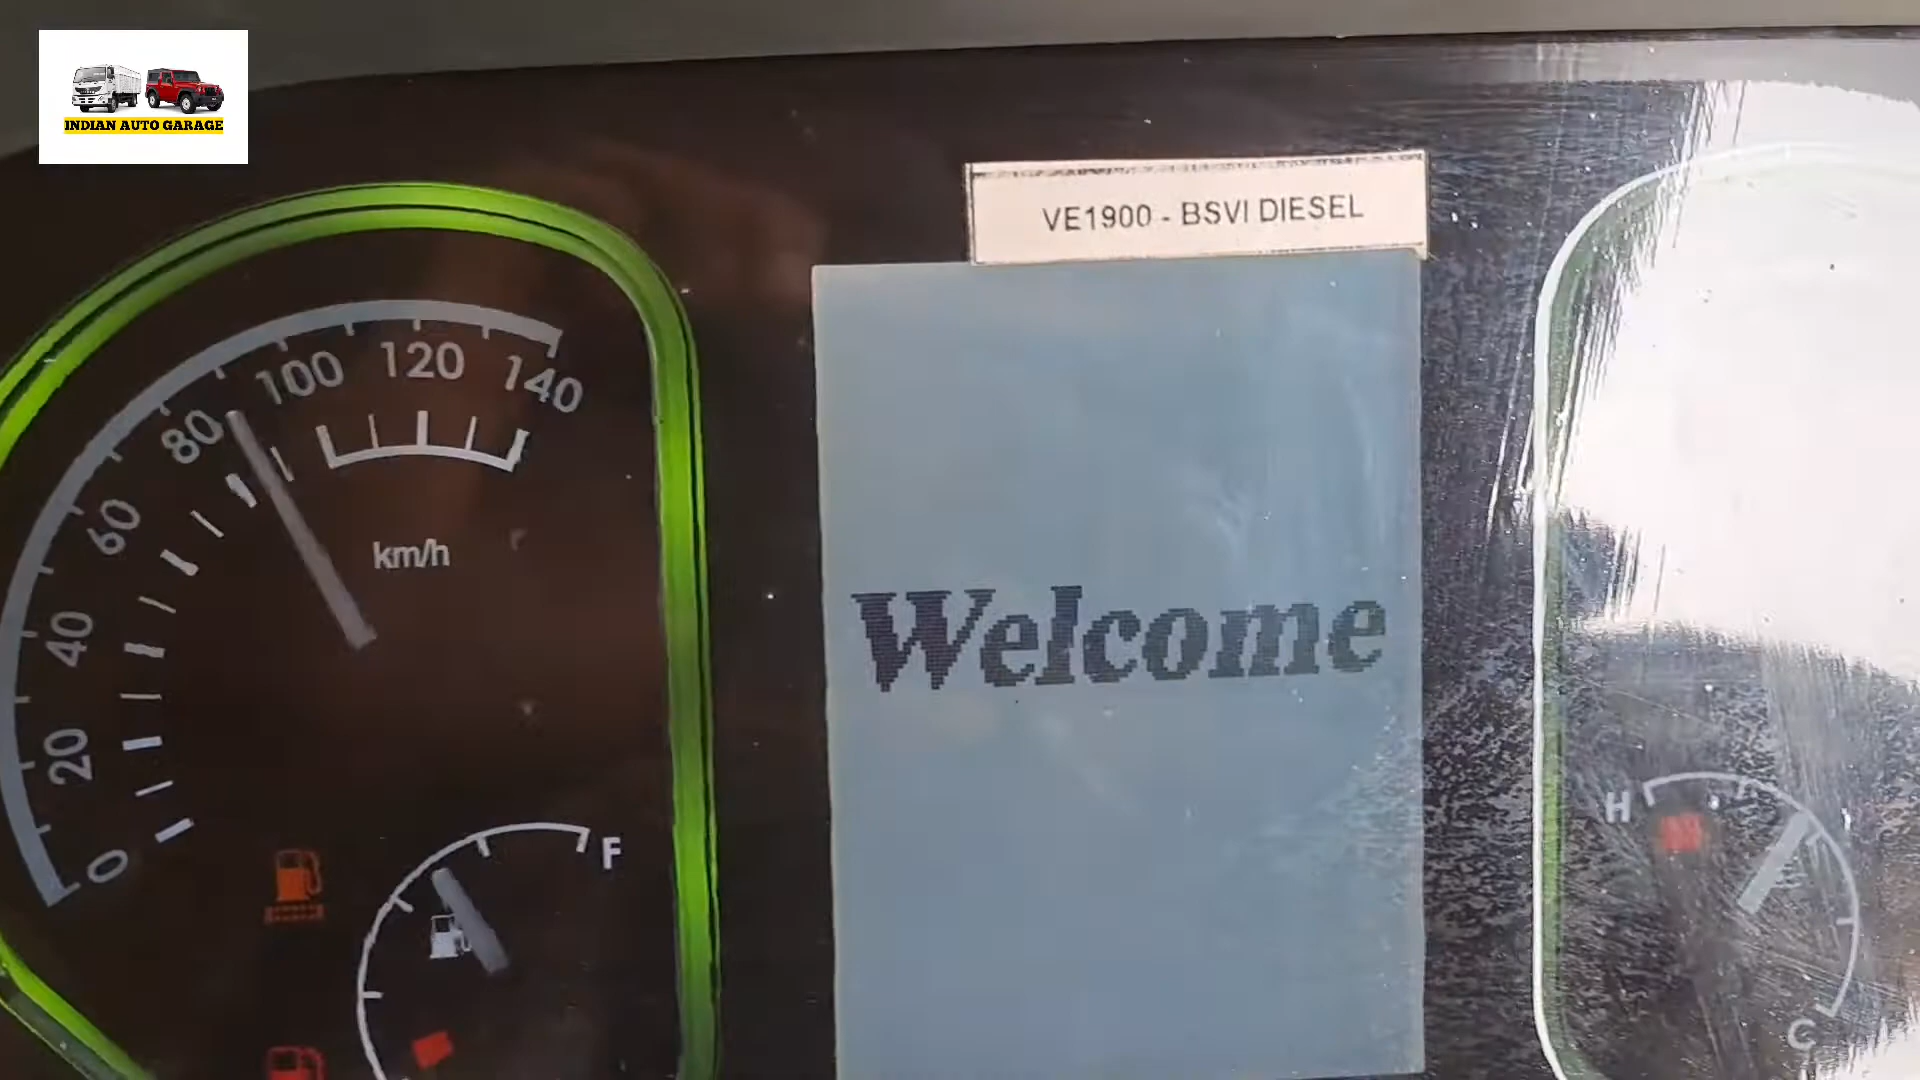 INDIAN AUTO GARAGE
VE1900 - BSVI DIESEL
0
20
40
60
80
100
120
140
km/h
Welcome
F
H
C